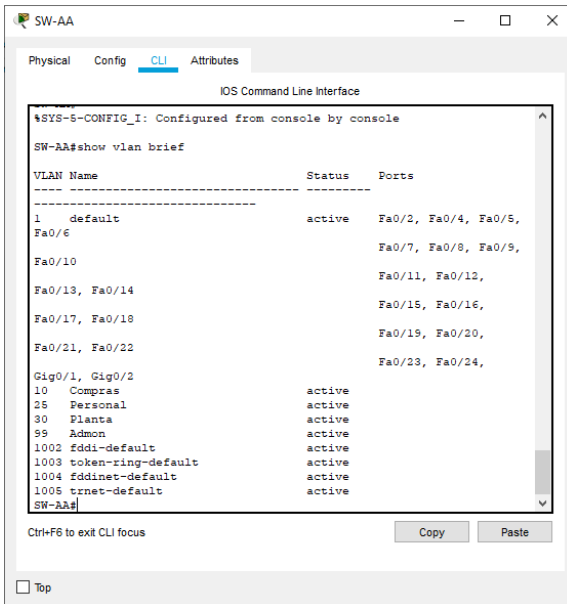 SW-AA
Physical Config CLI Attributes
IOS Command Line Interface
%SYS-5-CONFIG_I: Configured from console by console
SW-AA#show vlan brief
VLAN Name Status Ports
---- -------------------------------- --------- 
-------------------------------
1 default active Fa0/2, Fa0/4, Fa0/5,
Fa0/6
Fa0/7, Fa0/8, Fa0/9,
Fa0/10
Fa0/11, Fa0/12,
Fa0/13, Fa0/14
Fa0/15, Fa0/16,
Fa0/17, Fa0/18
Fa0/19, Fa0/20,
Fa0/21, Fa0/22
Fa0/23, Fa0/24,
Gig0/1, Gig0/2
10 Compras active
25 Personal active
30 Planta active
99 Admon active
1002 fddi-default active
1003 token-ring-default active
1004 fddinet-default active
1005 trnet-default active
SW-AA#
Ctrl+F6 to exit CLI focus Copy Paste
Top